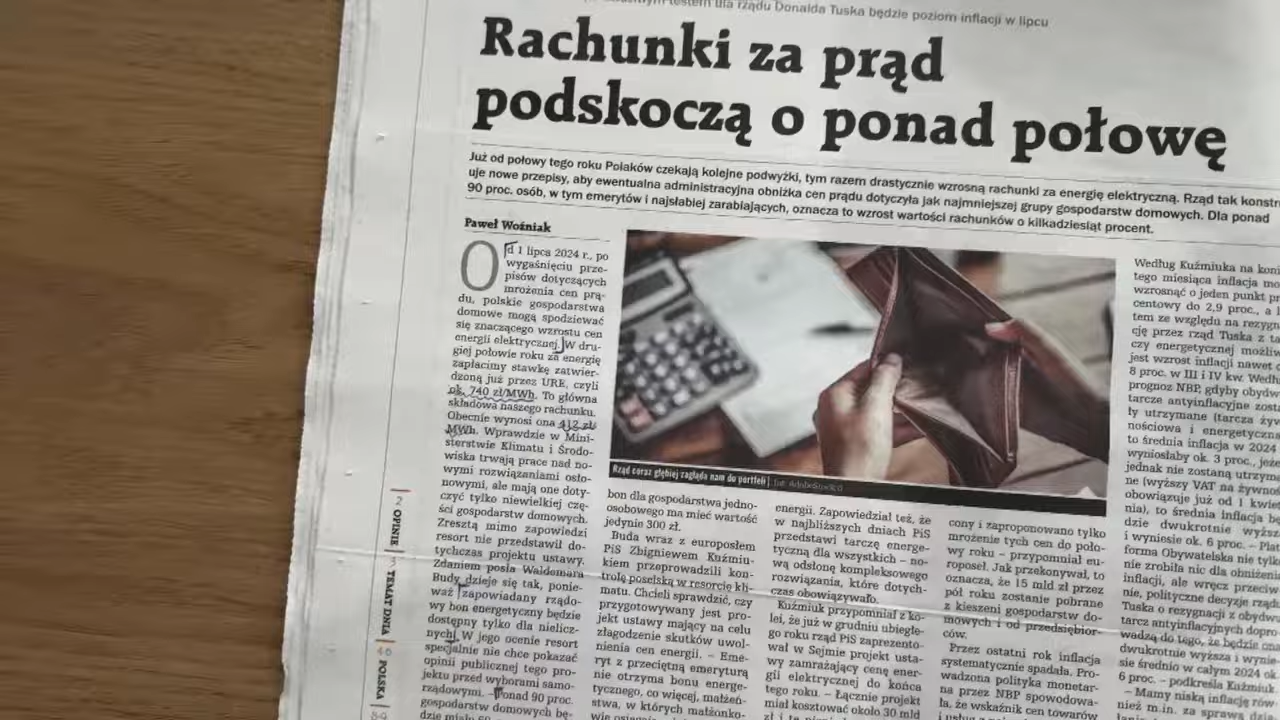 testem dla rządu Donalda Tuska będzie poziom inflacji w lipcu
Rachunki za prąd
podskoczą o ponad połowę
Już od połowy tego roku Polaków czekają kolejne podwyżki, tym razem drastycznie wzrosną rachunki za energię elektryczną. Rząd tak konstru
uje nowe przepisy, aby ewentualna administracyjna obniżka cen prądu dotyczyła jak najmniejszej grupy gospodarstw domowych. Dla ponad
90 proc. osób, w tym emerytów i najsłabiej zarabiających, oznacza to wzrost wartości rachunków o kilkadziesiąt procent.
Paweł Woźniak
Od 1 lipca 2024 r., po
wygaśnięciu prze-
pisów dotyczących
mrożenia cen prą-
du, polskie gospodarstwa
domowe mogą spodziewać
się znaczącego wzrostu cen
energii elektrycznej. W dru-
giej połowie roku za energię
zapłacimy stawkę zatwier-
dzoną już przez URE, czyli
ok. 740 zł/MWh. To główna
składowa naszego rachunku.
Obecnie wynosi ona 412 zł/
MWh. Wprawdzie w Mini-
sterstwie Klimatu i Środo-
wiska trwają prace nad no-
wymi rozwiązaniami osło-
nowymi, ale mają one doty-
czyć tylko niewielkiej czę-
ści gospodarstw domowych.
Zresztą mimo zapowiedzi
resort nie przedstawił do-
tychczas projektu ustawy.
Zdaniem posła Waldemara
Budy dzieje się tak, ponie-
waż zapowiadany rządo-
wy bon energetyczny będzie
dostępny tylko dla nielicz-
nych. W jego ocenie resort
specjalnie nie chce pokazać
opinii publicznej tego pro-
jektu przed wyborami samo-
rządowymi. – Ponad 90 proc.
gospodarstw domowych bę-
Rząd coraz głębiej zagląda nam do portfeli | fot. AdobeStock
bon dla gospodarstwa jedno-
osobowego ma mieć wartość
jedynie 300 zł.
Buda wraz z europosłem
PiS Zbigniewem Kuźmiu-
kiem przeprowadzili kon-
trolę poselską w resorcie kli-
matu. Chcieli sprawdzić, czy
przygotowywany jest pro-
jekt ustawy mający na celu
złagodzenie skutków uwol-
nienia cen energii. – Eme-
ryt z przeciętną emeryturą
nie otrzyma bonu energe-
tycznego, co więcej, małżeń-
stwa, w których małżonko-
energii. Zapowiedział też, że
w najbliższych dniach PiS
przedstawi tarczę energe-
tyczną dla wszystkich – no-
wą odsłonę kompleksowego
rozwiązania, które dotych-
czas obowiązywało.
Kuźmiuk przypomniał z ko-
lei, że już w grudniu ubiegłe-
go roku rząd PiS zaprezento-
wał w Sejmie projekt usta-
wy zamrażający cenę ener-
gii elektrycznej do końca
tego roku. – Łącznie projekt
miał kosztować około 30 mld
cony i zaproponowano tylko
mrożenie tych cen do poło-
wy roku – przypomniał eu-
roposeł. Jak przekonywał, to
oznacza, że 15 mld zł przez
pół roku zostanie pobrane
z kieszeni gospodarstw do-
mowych i od przedsiębior-
ców.
Przez ostatni rok inflacja
systematycznie spadała. Pro-
wadzona polityka monetar-
na przez NBP spowodowa-
ła, że wskaźnik cen towarów
Według Kuźmiuka na koni
tego miesiąca inflacja mo
wzrosnąć o jeden punkt pr
centowy do 2,9 proc., a
tem ze względu na rezygn
cję przez rząd Tuska z ta
czy energetycznej możliw
jest wzrost inflacji nawet
8 proc. w III i IV kw. Wedł
prognoz NBP, gdyby obydw
tarcze antyinflacyjne zost
ły utrzymane (tarcza żyw
nościowa i energetyczn
to średnia inflacja w 2024
wyniosłaby ok. 3 proc., jeże
jednak nie zostaną utrzym
ne (wyższy VAT na żywnoś
obowiązuje już od 1 kwiet
nia), to średnia inflacja bę
dzie dwukrotnie wyższ
i wyniesie ok. 6 proc. – Plat
forma Obywatelska nie tylk
nie zrobiła nic dla obniżeni
inflacji, ale wręcz przeciw
nie, polityczne decyzje rząd
Tuska o rezygnacji z obydw
tarcz antyinflacyjnych dopro
wadzą do tego, że będzie ona
dwukrotnie wyższa i wynie
sie średnio w całym 2024 ok
6 proc. – podkreśla Kuźmiuk
– Mamy niską inflację rów
nież m.in. za sprawą
2 OPINIE
TEMAT DNIA
4-6 POLSKA
8-9